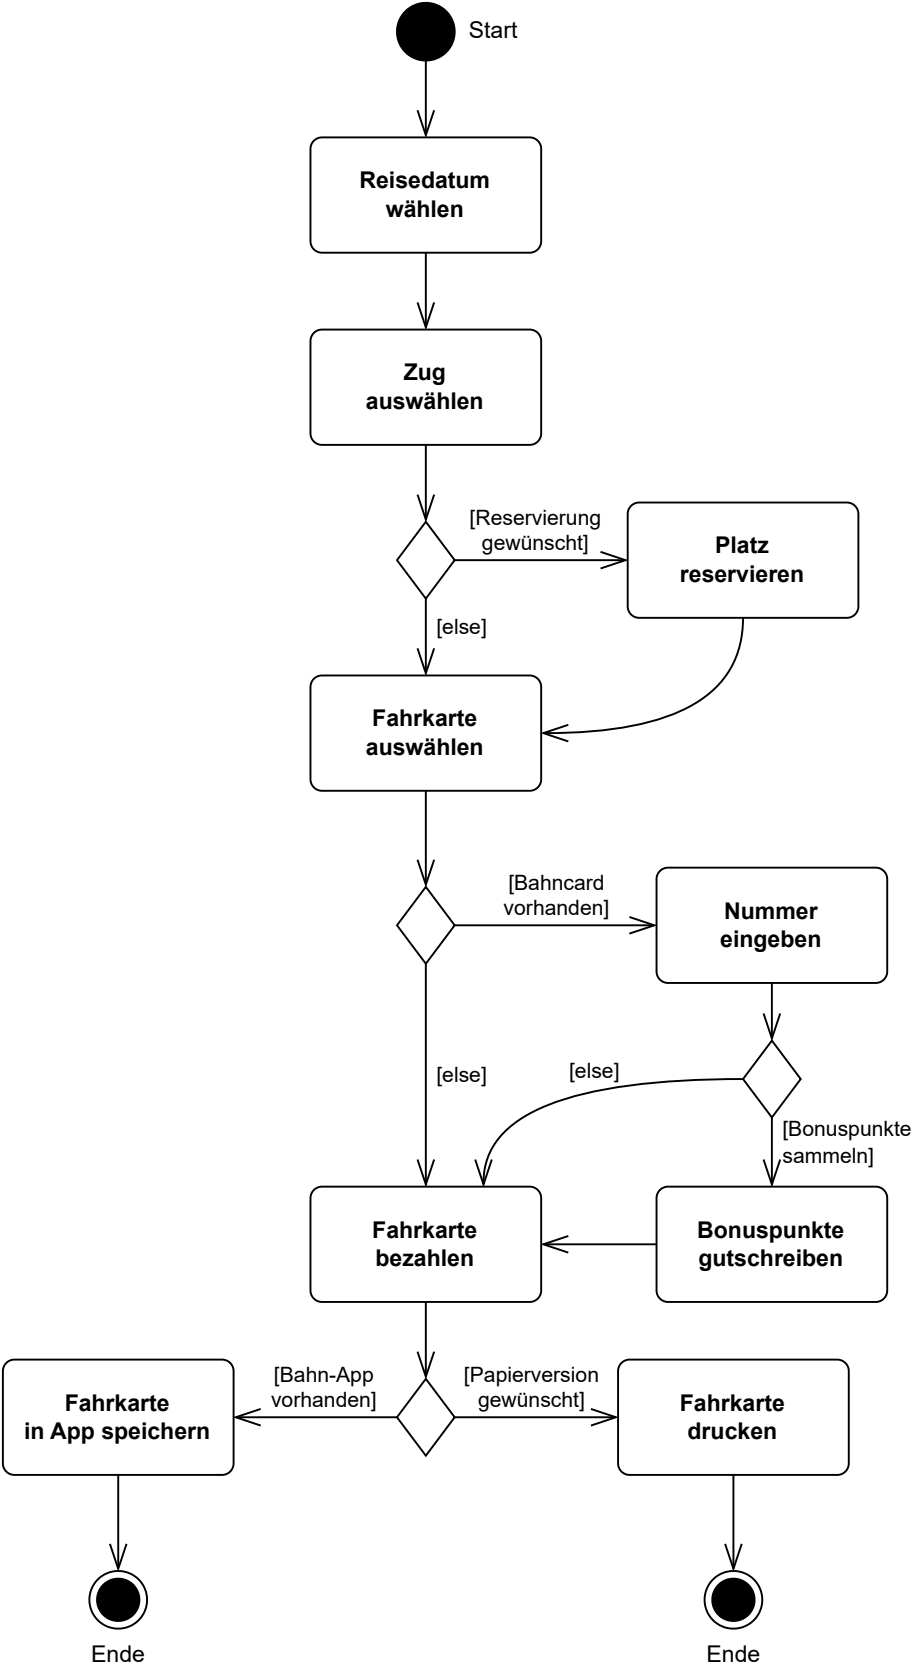 Start
Reisedatum
wählen
Zug
auswählen
[Reservierung
gewünscht]
Platz
reservieren
[else]
Fahrkarte
auswählen
[Bahncard
vorhanden]
Nummer
eingeben
[else]
[else]
[Bonuspunkte
sammeln]
Fahrkarte
bezahlen
Bonuspunkte
gutschreiben
[Bahn-App
vorhanden]
[Papierversion
gewünscht]
Fahrkarte
in App speichern
Fahrkarte
drucken
Ende
Ende